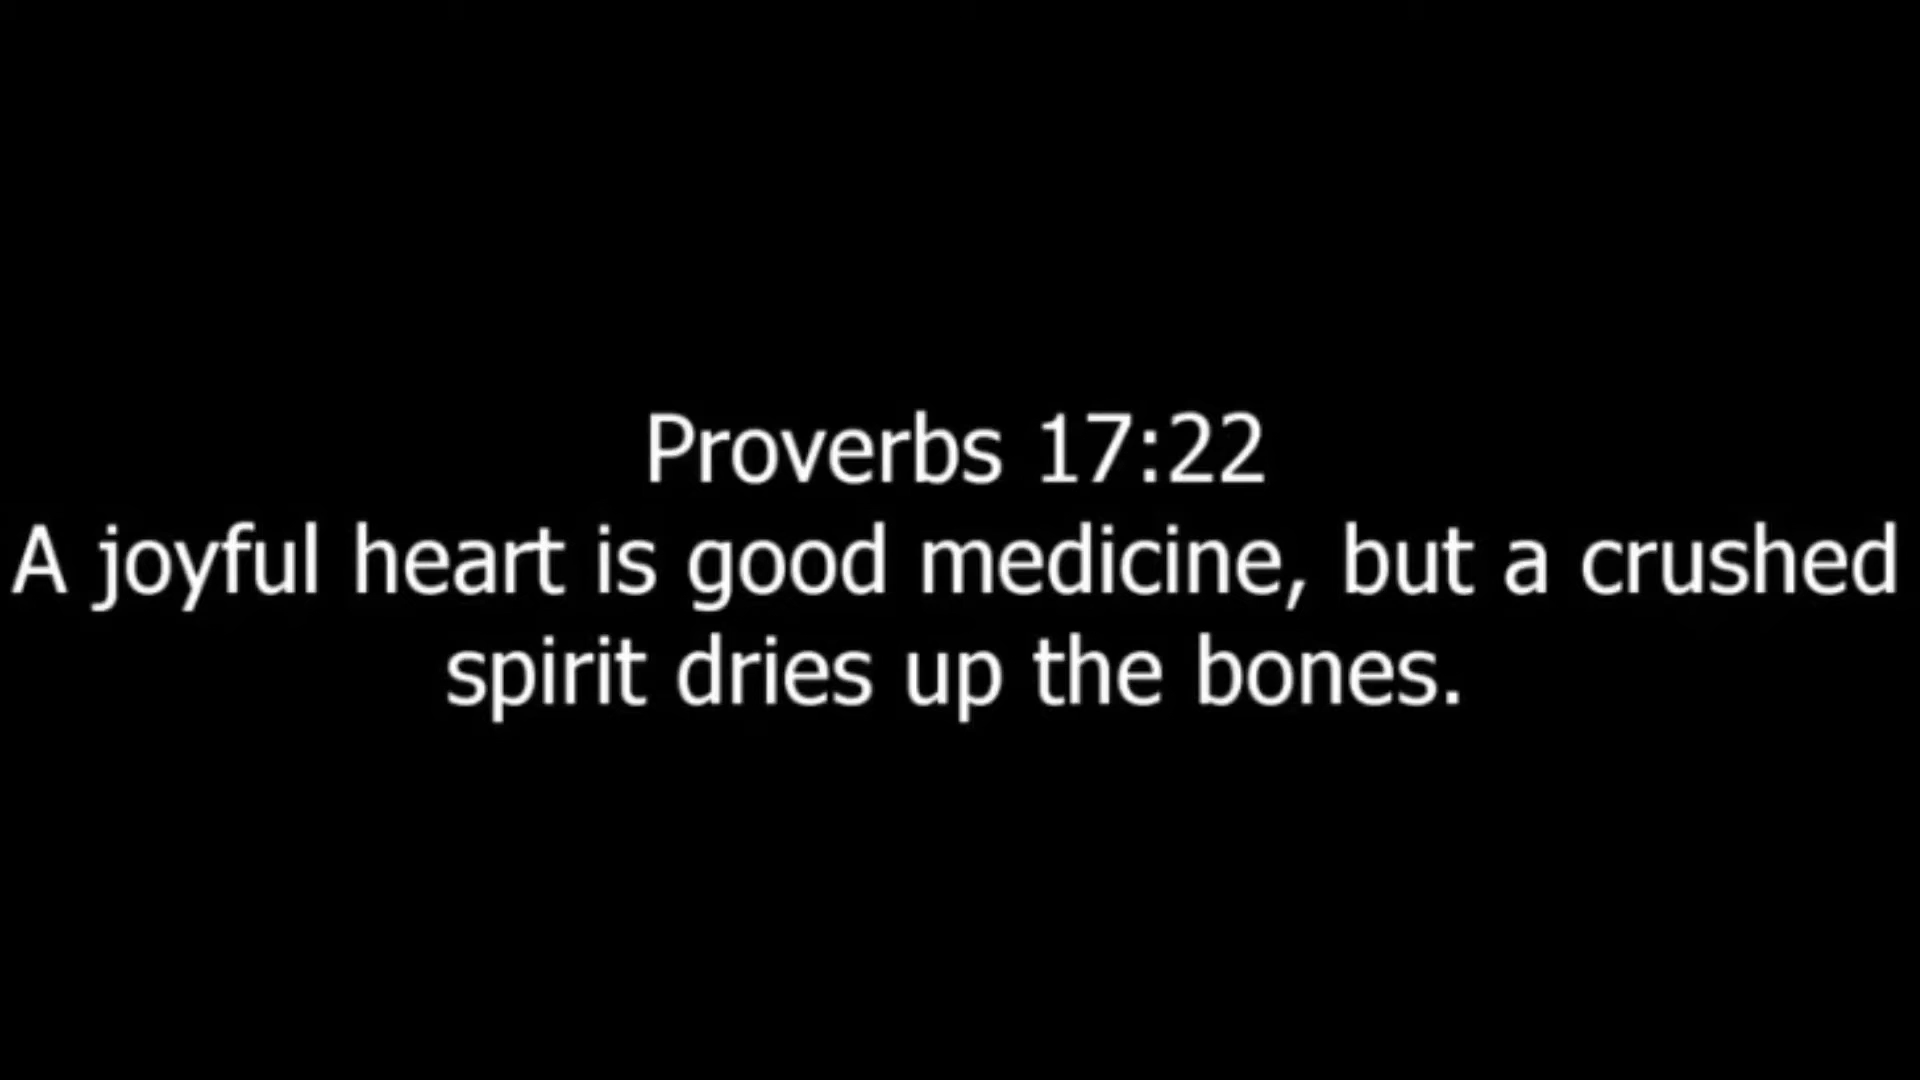 Proverbs 17:22
A joyful heart is good medicine, but a crushed
spirit dries up the bones.